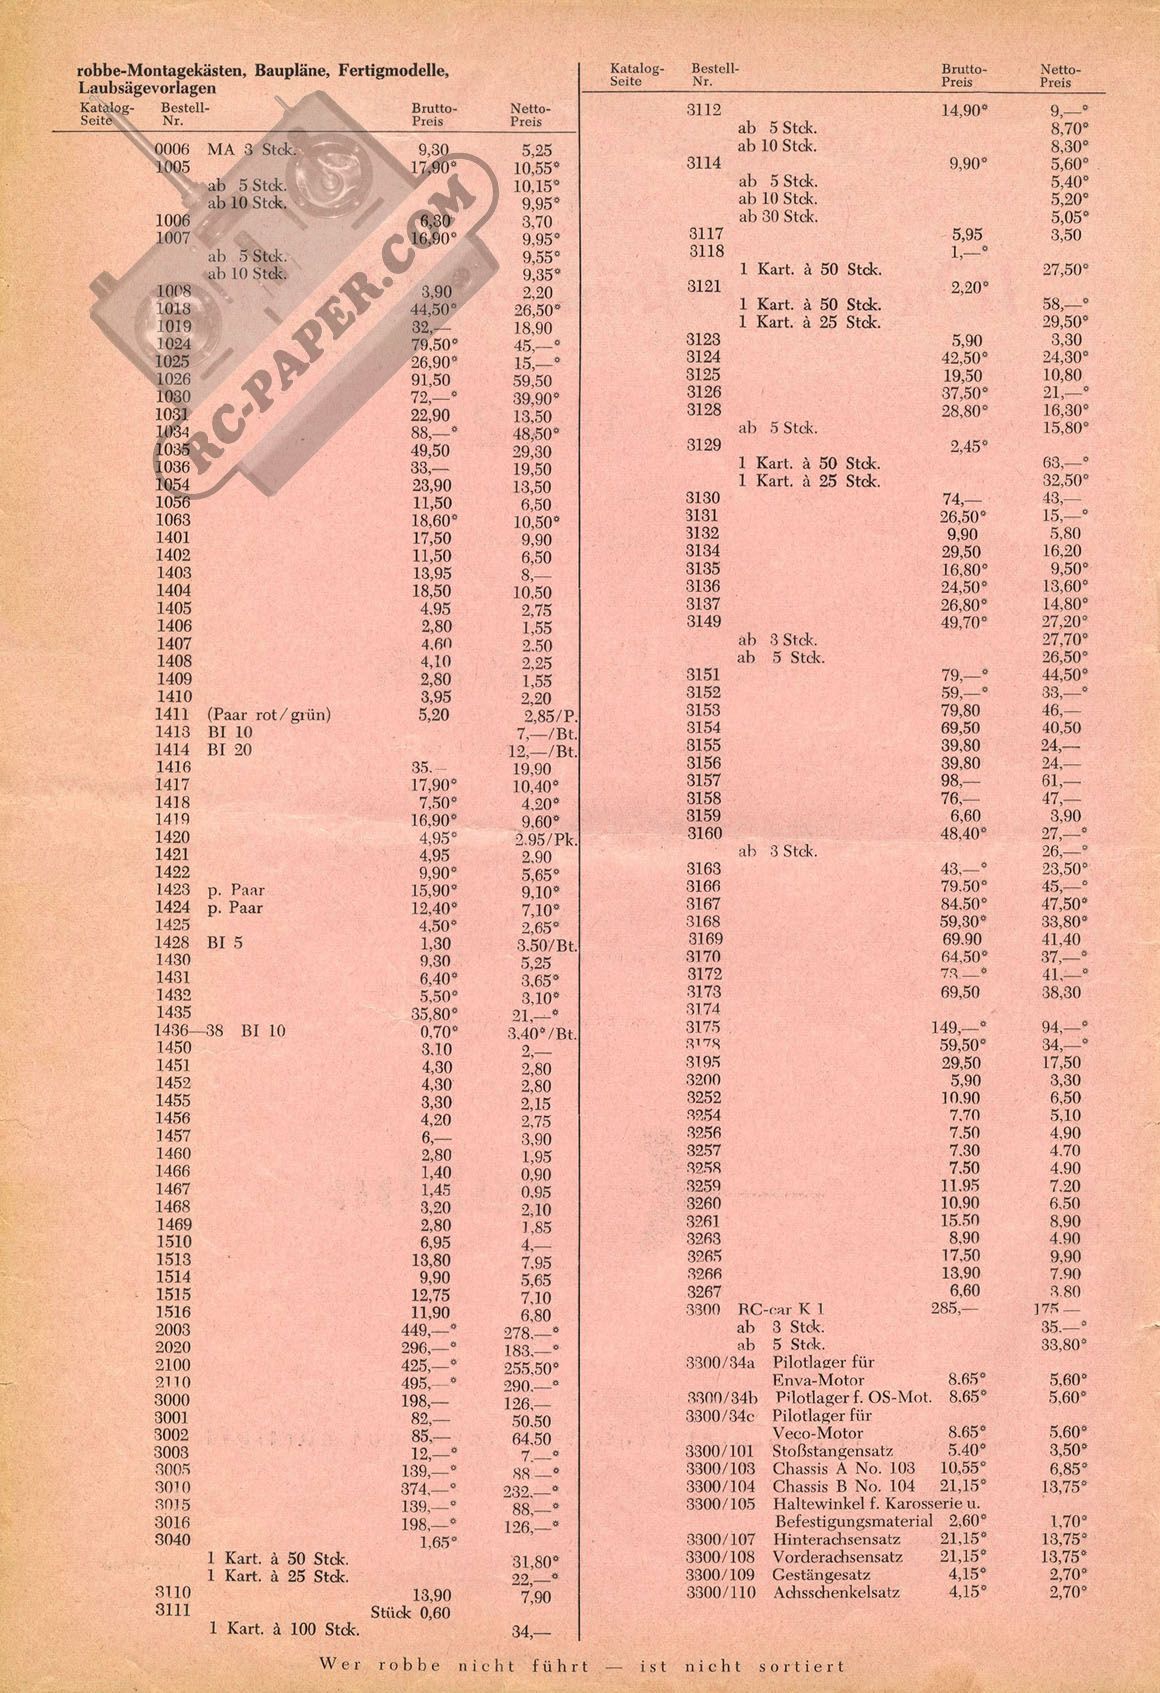 robbe-Montagekästen, Baupläne, Fertigmodelle,
Laubsägevorlagen
Katalog- Bestell- Brutto- Netto-
Seite Nr. Preis Preis
0006 MA 3 Stck. 9,30 5,25
1005 17,90* 10,55*
ab 5 Stck. 10,15*
ab 10 Stck. 9,95*
1006 6,30 3,70
1007 16,90* 9,95*
ab 5 Stck. 9,55*
ab 10 Stck. 9,35*
1008 3,90 2,20
1018 44,50* 26,50*
1019 32,— 18,90
1024 79,50* 45,—*
1025 26,90* 15,—*
1026 91,50 59,50
1030 72,—* 39,90*
1031 22,90 13,50
1034 88,—* 48,50*
1035 49,50 29,30
1036 33,— 19,50
1054 23,90 13,50
1056 11,50 6,50
1063 18,60* 10,50*
1401 17,50 9,90
1402 11,50 6,50
1403 13,95 8,—
1404 18,50 10,50
1405 4,95 2,75
1406 2,80 1,55
1407 4,60 2.50
1408 4,10 2,25
1409 2,80 1,55
1410 3,95 2,20
1411 (Paar rot/grün) 5,20 2,85/P.
1413 BI 10 7,—/Bt.
1414 BI 20 12,—/Bt.
1416 35.— 19,90
1417 17,90* 10,40*
1418 7,50* 4,20*
1419 16,90* 9,60*
1420 4,95* 2.95/Pk.
1421 4,95 2,90
1422 9,90* 5,65*
1423 p. Paar 15,90* 9,10*
1424 p. Paar 12,40* 7,10*
1425 4,50* 2,65*
1428 BI 5 1,30 3.50/Bt.
1430 9,30 5,25
1431 6,40* 3,65*
1432 5,50* 3,10*
1435 35,80* 21,—*
1436—38 BI 10 0,70* 3,40*/Bt.
1450 3,10 2,—
1451 4,30 2,80
1452 4,30 2,80
1455 3,30 2,15
1456 4,20 2,75
1457 6,— 3,90
1460 2,80 1,95
1466 1,40 0,90
1467 1,45 0,95
1468 3,20 2,10
1469 2,80 1,85
1510 6,95 4,—
1513 13,80 7,95
1514 9,90 5,65
1515 12,75 7,10
1516 11,90 6,80
2003 449,—* 278.—*
2020 296,—* 183.—*
2100 425,—* 255,50*
2110 495,—* 290.—*
3000 198,— 126,—
3001 82,— 50.50
3002 85,— 64,50
3003 12,—* 7.—*
3005 139,—* 88 —*
3010 374,—* 232,—*
3015 139,—* 88,—*
3016 198,—* 126,—*
3040 1,65*
1 Kart. à 50 Stck. 31,80*
1 Kart. à 25 Stck. 22,—*
3110 13,90 7,90
3111 Stück 0,60
1 Kart. à 100 Stck. 34,—
Katalog- Bestell- Brutto- Netto-
Seite Nr. Preis Preis
3112 14,90* 9,—*
ab 5 Stck. 8,70*
ab 10 Stck. 8,30*
3114 9,90* 5,60*
ab 5 Stck. 5,40*
ab 10 Stck. 5,20*
ab 30 Stck. 5,05*
3117 5,95 3,50
3118 1,—*
1 Kart. à 50 Stck. 27,50*
3121 2,20*
1 Kart. à 50 Stck. 58,—*
1 Kart. à 25 Stck. 29,50*
3123 5,90 3,30
3124 42,50* 24,30*
3125 19,50 10,80
3126 37,50* 21,—*
3128 28,80* 16,30*
ab 5 Stck. 15,80*
3129 2,45*
1 Kart. à 50 Stck. 63,—*
1 Kart. à 25 Stck. 32,50*
3130 74,— 43,—
3131 26,50* 15,—*
3132 9,90 5,80
3134 29,50 16,20
3135 16,80* 9,50*
3136 24,50* 13,60*
3137 26,80* 14,80*
3149 49,70* 27,20*
ab 3 Stck. 27,70*
ab 5 Stck. 26,50*
3151 79,—* 44,50*
3152 59,—* 33,—*
3153 79,80 46,—
3154 69,50 40,50
3155 39,80 24,—
3156 39,80 24,—
3157 98,— 61,—
3158 76,— 47,—
3159 6,60 3,90
3160 48,40* 27,—*
ab 3 Stck. 26,—*
3163 43,—* 23,50*
3166 79.50* 45,—*
3167 84,50* 47,50*
3168 59,30* 33,80*
3169 69.90 41,40
3170 64,50* 37,—*
3172 73.—* 41,—*
3173 69,50 38,30
3174
3175 149,—* 94,—*
3178 59,50* 34,—*
3195 29,50 17,50
3200 5,90 3,30
3252 10.90 6,50
3254 7.70 5,10
3256 7.50 4,90
3257 7.30 4.70
3258 7.50 4.90
3259 11.95 7.20
3260 10.90 6.50
3261 15.50 8,90
3263 8,90 4.90
3265 17,50 9,90
3266 13,90 7.90
3267 6,60 3.80
3300 RC-car K 1 285,— 175 —
ab 3 Stck. 35.—*
ab 5 Stck. 33,80*
3300/34a Pilotlager für
Enva-Motor 8.65* 5,60*
3300/34b Pilotlager f. OS-Mot. 8.65* 5,60*
3300/34c Pilotlager für
Veco-Motor 8.65* 5.60*
3300/101 Stoßstangensatz 5.40* 3,50*
3300/103 Chassis A No. 103 10,55* 6,85*
3300/104 Chassis B No. 104 21,15* 13,75*
3300/105 Haltewinkel f. Karosserie u.
Befestigungsmaterial 2,60* 1,70*
3300/107 Hinterachsensatz 21,15* 13,75*
3300/108 Vorderachsensatz 21,15* 13,75*
3300/109 Gestängesatz 4,15* 2,70*
3300/110 Achsschenkelsatz 4,15* 2,70*
Wer robbe nicht führt — ist nicht sortiert
RC-PAPER.COM